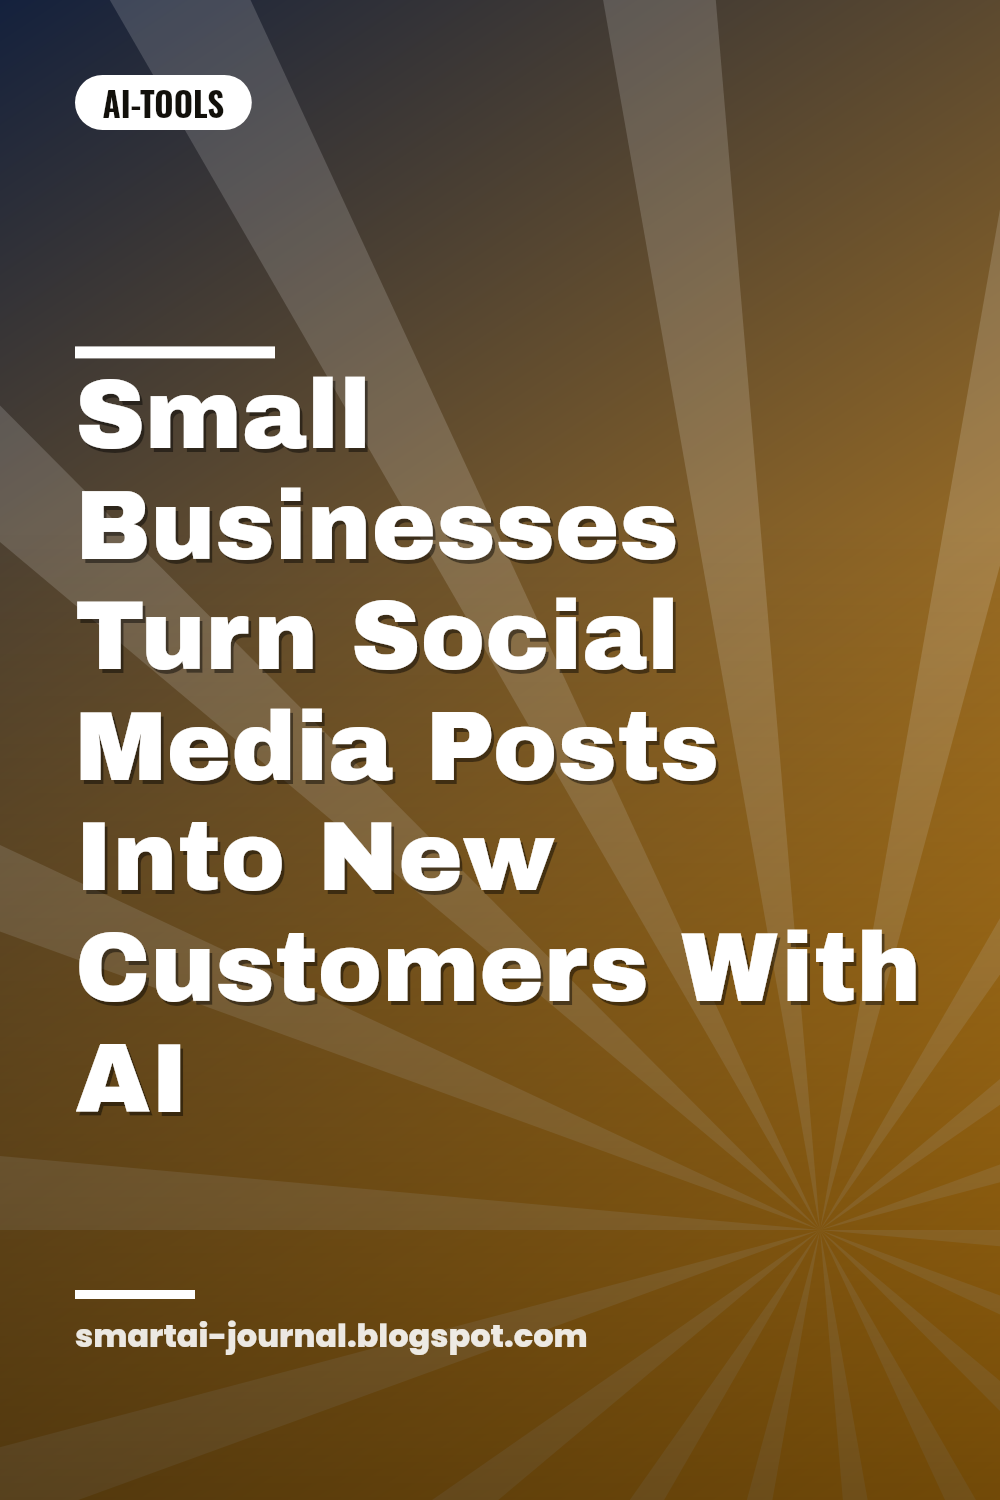 AI-TOOLS
Small
Businesses
Turn Social
Media Posts
Into New
Customers With
AI
smartai-journal.blogspot.com